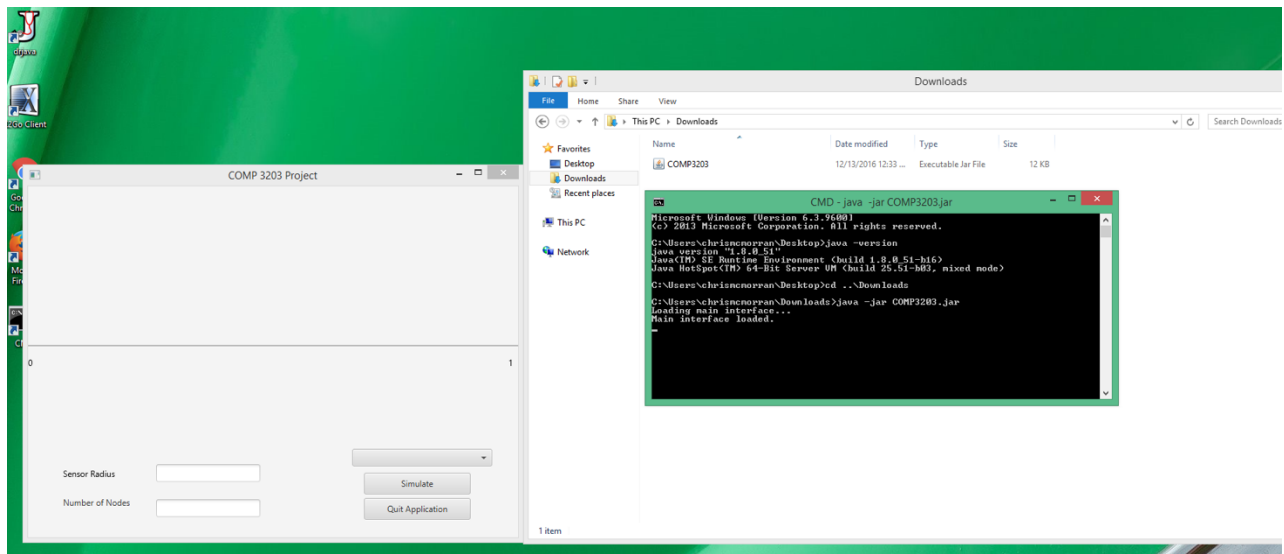 drjava
X2Go Client
COMP 3203 Project
0
1
Sensor Radius
Number of Nodes
Simulate
Quit Application
Downloads
File Home Share View
This PC Downloads
Search Downloads
Favorites
Desktop
Downloads
Recent places
This PC
Network
Name Date modified Type Size
COMP3203 12/13/2016 12:33 ... Executable Jar File 12 KB
1 item
CMD - java -jar COMP3203.jar
Microsoft Windows [Version 6.3.9600]
(c) 2013 Microsoft Corporation. All rights reserved.
C:\Users\chrismcmorran\Desktop>java -version
java version "1.8.0_51"
Java(TM) SE Runtime Environment (build 1.8.0_51-b16)
Java HotSpot(TM) 64-Bit Server VM (build 25.51-b03, mixed mode)
C:\Users\chrismcmorran\Desktop>cd ..\Downloads
C:\Users\chrismcmorran\Downloads>java -jar COMP3203.jar
Loading main interface...
Main interface loaded.